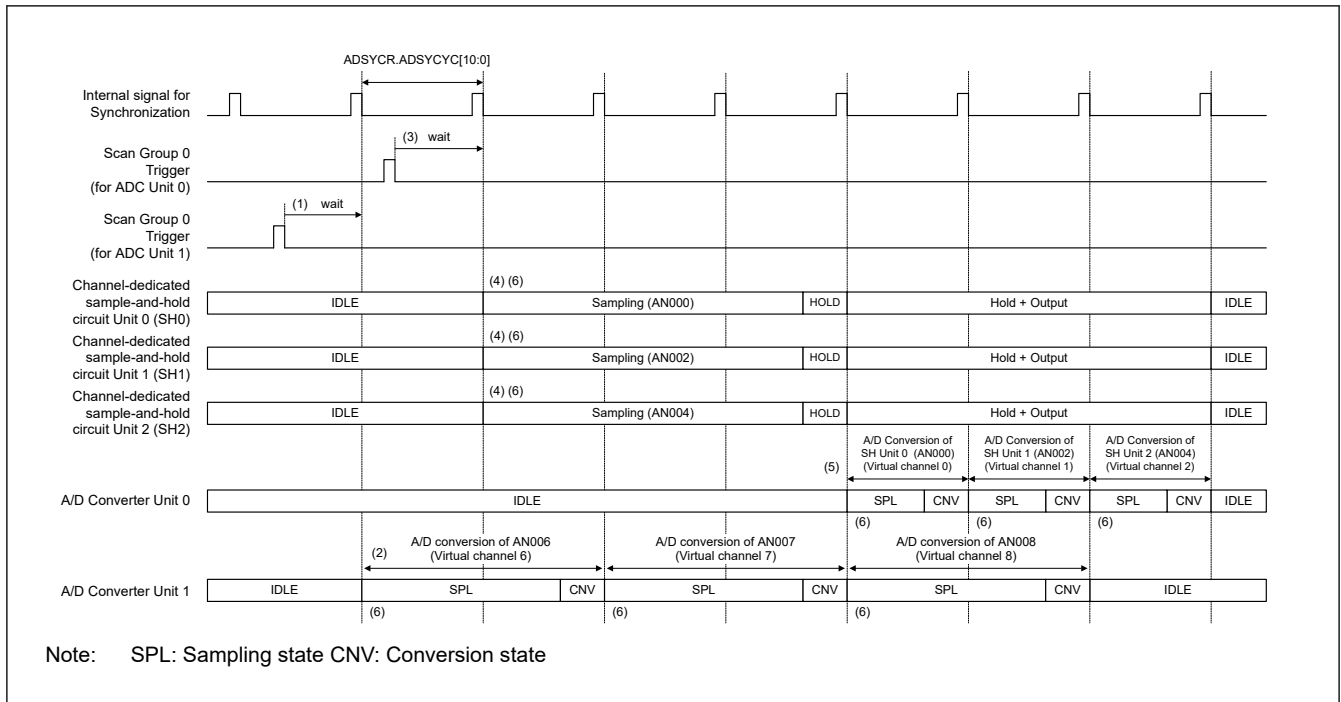 ADSYCR.ADSYCYC[10:0]
Internal signal for
Synchronization
(3) wait
Scan Group 0
Trigger
(for ADC Unit 0)
(1) wait
Scan Group 0
Trigger
(for ADC Unit 1)
Channel-dedicated
sample-and-hold
circuit Unit 0 (SH0)
(4) (6)
IDLE
Sampling (AN000)
HOLD
Hold + Output
IDLE
Channel-dedicated
sample-and-hold
circuit Unit 1 (SH1)
(4) (6)
IDLE
Sampling (AN002)
HOLD
Hold + Output
IDLE
Channel-dedicated
sample-and-hold
circuit Unit 2 (SH2)
(4) (6)
IDLE
Sampling (AN004)
HOLD
Hold + Output
IDLE
A/D Conversion of
SH Unit 0 (AN000)
(Virtual channel 0)
A/D Conversion of
SH Unit 1 (AN002)
(Virtual channel 1)
A/D Conversion of
SH Unit 2 (AN004)
(Virtual channel 2)
(5)
A/D Converter Unit 0
IDLE
SPL
CNV
SPL
CNV
SPL
CNV
IDLE
(6)
(6)
(6)
(2)
A/D conversion of AN006
(Virtual channel 6)
A/D conversion of AN007
(Virtual channel 7)
A/D conversion of AN008
(Virtual channel 8)
A/D Converter Unit 1
IDLE
SPL
CNV
SPL
CNV
SPL
CNV
IDLE
(6)
(6)
(6)
Note: SPL: Sampling state CNV: Conversion state